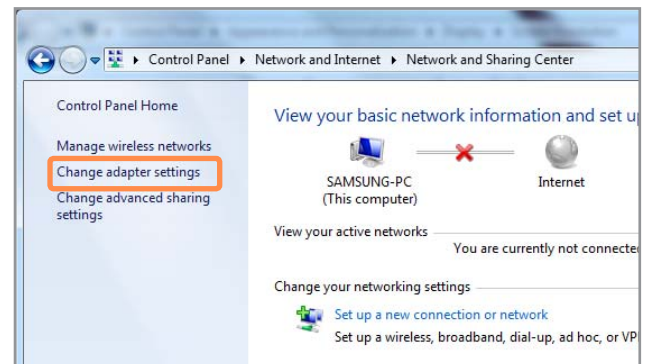 Control Panel ▸ Network and Internet ▸ Network and Sharing Center
Control Panel Home
Manage wireless networks
Change adapter settings
Change advanced sharing
settings
View your basic network information and set u
SAMSUNG-PC
(This computer)
Internet
View your active networks
You are currently not connecte
Change your networking settings
Set up a new connection or network
Set up a wireless, broadband, dial-up, ad hoc, or VP